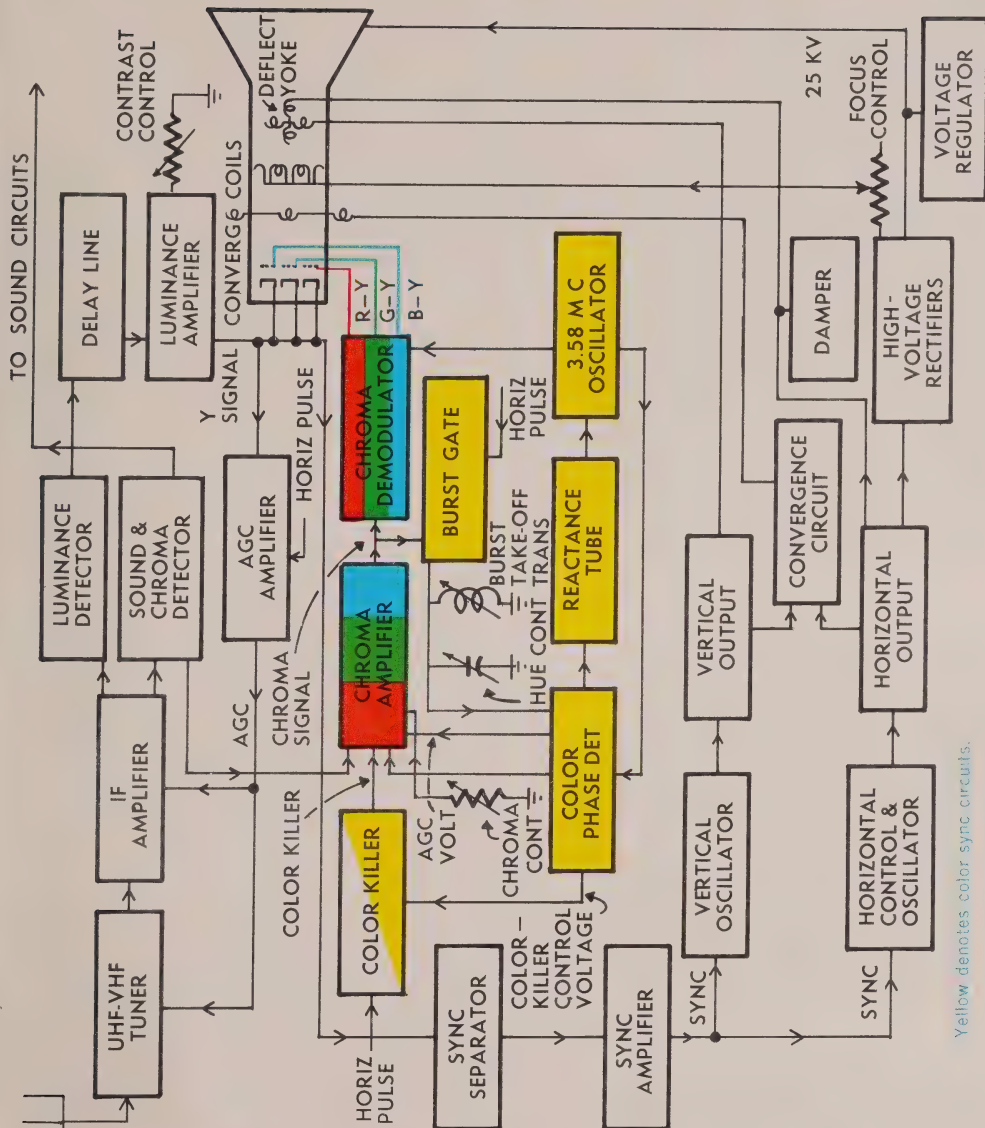 TO SOUND CIRCUITS
UHF-VHF
TUNER
IF
AMPLIFIER
LUMINANCE
DETECTOR
DELAY LINE
CONTRAST
CONTROL
SOUND &
CHROMA
DETECTOR
LUMINANCE
AMPLIFIER
AGC
AGC
AMPLIFIER
Y
SIGNAL
CONVERGE COILS
DEFLECT
YOKE
HORIZ PULSE
CHROMA
SIGNAL
COLOR KILLER
HORIZ
PULSE
COLOR KILLER
CHROMA
AMPLIFIER
CHROMA
DEMODULATOR
R-Y
G-Y
B-Y
AGC
VOLT
BURST GATE
SYNC
SEPARATOR
CHROMA
CONT
HUE CONT
BURST
TAKE-OFF
TRANS
HORIZ
PULSE
COLOR-
KILLER
CONTROL
VOLTAGE
COLOR
PHASE DET
REACTANCE
TUBE
3.58 M C
OSCILLATOR
SYNC
AMPLIFIER
SYNC
VERTICAL
OSCILLATOR
VERTICAL
OUTPUT
CONVERGENCE
CIRCUIT
DAMPER
25 KV
FOCUS
CONTROL
SYNC
HORIZONTAL
CONTROL &
OSCILLATOR
HORIZONTAL
OUTPUT
HIGH-
VOLTAGE
RECTIFIERS
VOLTAGE
REGULATOR
Yellow denotes color sync circuits.